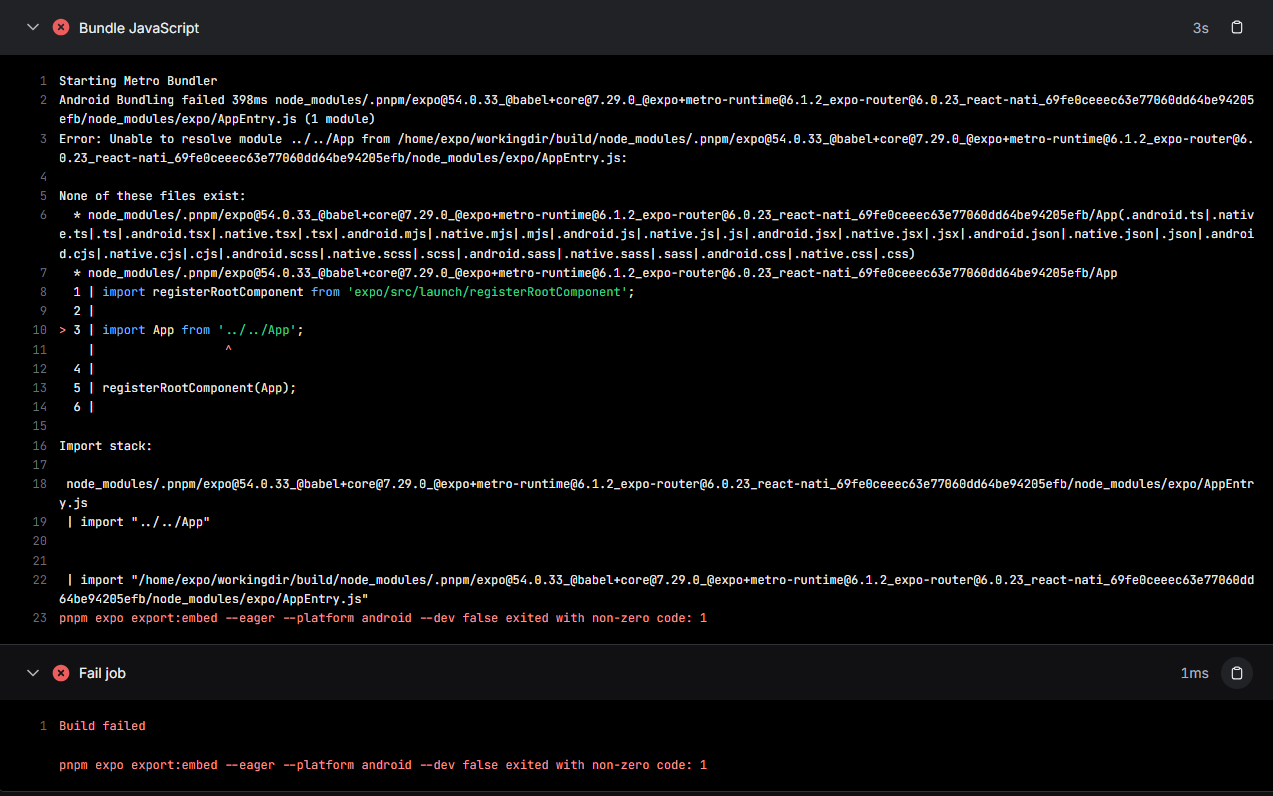 Bundle JavaScript
3s
1 Starting Metro Bundler
2 Android Bundling failed 398ms node_modules/.pnpm/expo@54.0.33_@babel+core@7.29.0_@expo+metro-runtime@6.1.2_expo-router@6.0.23_react-nati_69fe0ceeec63e77060dd64be94205
efb/node_modules/expo/AppEntry.js (1 module)
3 Error: Unable to resolve module ../../App from /home/expo/workingdir/build/node_modules/.pnpm/expo@54.0.33_@babel+core@7.29.0_@expo+metro-runtime@6.1.2_expo-router@6.
0.23_react-nati_69fe0ceeec63e77060dd64be94205efb/node_modules/expo/AppEntry.js:
4
5 None of these files exist:
6   * node_modules/.pnpm/expo@54.0.33_@babel+core@7.29.0_@expo+metro-runtime@6.1.2_expo-router@6.0.23_react-nati_69fe0ceeec63e77060dd64be94205efb/App(.android.ts|.nativ
e.ts|.ts|.android.tsx|.native.tsx|.tsx|.android.mjs|.native.mjs|.mjs|.android.js|.native.js|.js|.android.jsx|.native.jsx|.jsx|.android.json|.native.json|.json|.androi
d.cjs|.native.cjs|.cjs|.android.scss|.native.scss|.scss|.android.sass|.native.sass|.sass|.android.css|.native.css|.css)
7   * node_modules/.pnpm/expo@54.0.33_@babel+core@7.29.0_@expo+metro-runtime@6.1.2_expo-router@6.0.23_react-nati_69fe0ceeec63e77060dd64be94205efb/App
8   1 | import registerRootComponent from 'expo/src/launch/registerRootComponent';
9   2 |
10 > 3 | import App from '../../App';
11     |                  ^
12   4 |
13   5 | registerRootComponent(App);
14   6 |
15
16 Import stack:
17
18  node_modules/.pnpm/expo@54.0.33_@babel+core@7.29.0_@expo+metro-runtime@6.1.2_expo-router@6.0.23_react-nati_69fe0ceeec63e77060dd64be94205efb/node_modules/expo/AppEntr
y.js
19  | import "../../App"
20
21
22  | import "/home/expo/workingdir/build/node_modules/.pnpm/expo@54.0.33_@babel+core@7.29.0_@expo+metro-runtime@6.1.2_expo-router@6.0.23_react-nati_69fe0ceeec63e77060dd
64be94205efb/node_modules/expo/AppEntry.js"
23 pnpm expo export:embed --eager --platform android --dev false exited with non-zero code: 1
Fail job
1ms
1 Build failed
pnpm expo export:embed --eager --platform android --dev false exited with non-zero code: 1